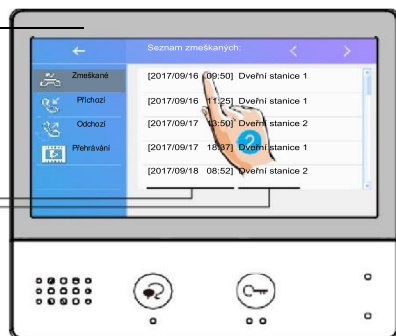 Seznam zmeškaných:
Zmeškané
Příchozí
Odchozí
Přehrávání
[2017/09/16 09:50] Dveřní stanice 1
[2017/09/16 11:25] Dveřní stanice 1
[2017/09/17 13:50] Dveřní stanice 2
[2017/09/17 18:37] Dveřní stanice 1
[2017/09/18 08:52] Dveřní stanice 2
2